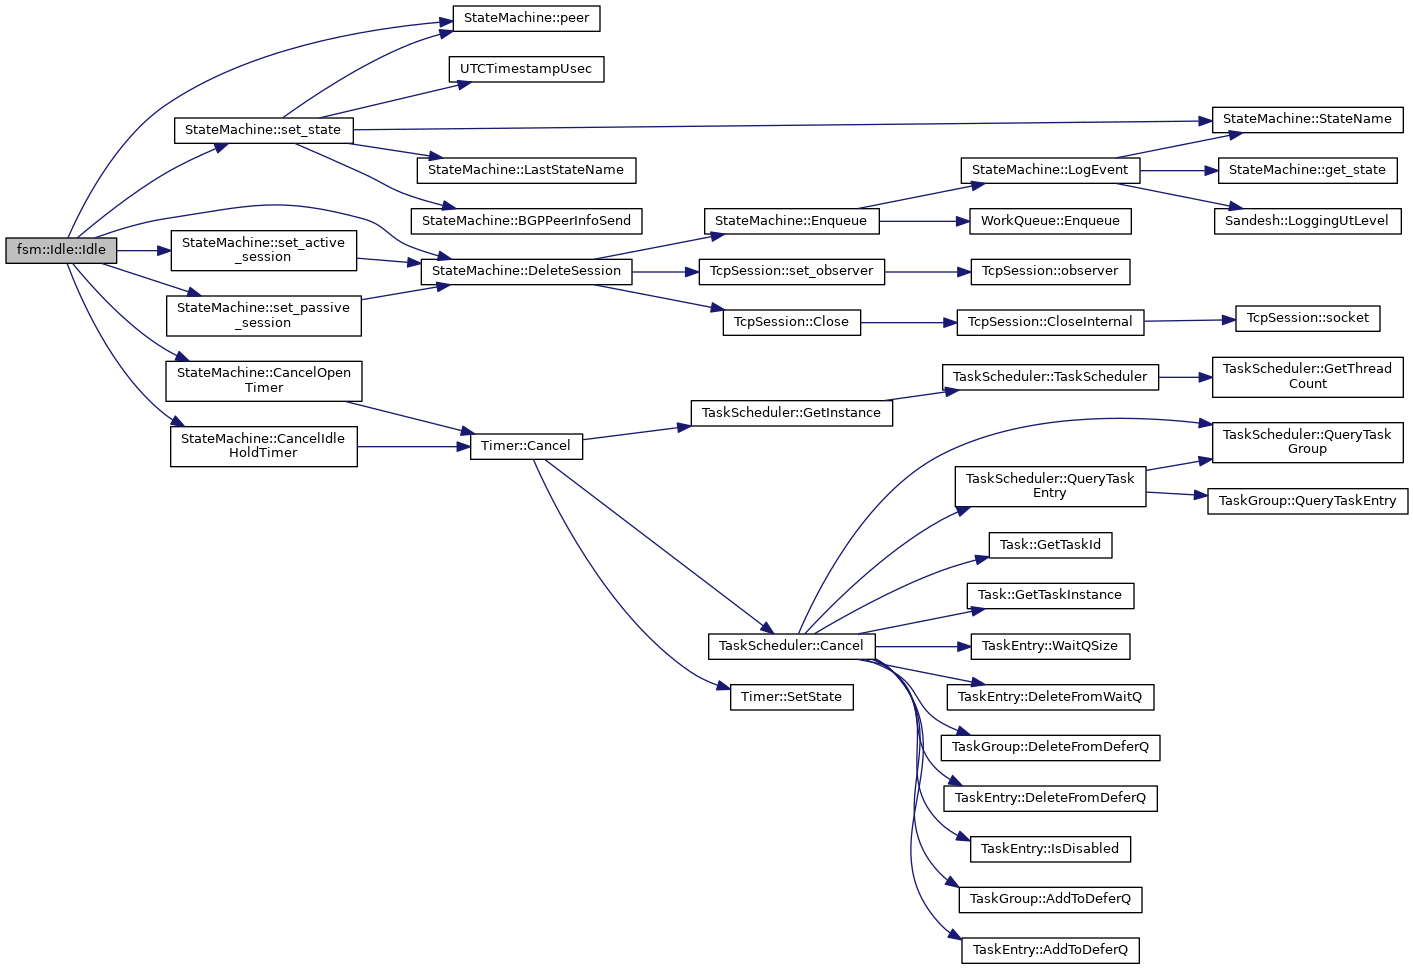 StateMachine::peer
UTCTimestampUsec
StateMachine::set_state
StateMachine::StateName
StateMachine::LastStateName
StateMachine::LogEvent
StateMachine::get_state
StateMachine::BGPPeerInfoSend
StateMachine::Enqueue
WorkQueue::Enqueue
Sandesh::LoggingUtLevel
fsm::Idle::Idle
StateMachine::set_active
_session
StateMachine::DeleteSession
TcpSession::set_observer
TcpSession::observer
StateMachine::set_passive
_session
TcpSession::Close
TcpSession::CloseInternal
TcpSession::socket
StateMachine::CancelOpen
Timer
TaskScheduler::TaskScheduler
TaskScheduler::GetThread
Count
TaskScheduler::GetInstance
StateMachine::CancelIdle
HoldTimer
Timer::Cancel
TaskScheduler::QueryTask
Group
TaskScheduler::QueryTask
Entry
TaskGroup::QueryTaskEntry
Task::GetTaskId
Task::GetTaskInstance
TaskScheduler::Cancel
TaskEntry::WaitQSize
Timer::SetState
TaskEntry::DeleteFromWaitQ
TaskGroup::DeleteFromDeferQ
TaskEntry::DeleteFromDeferQ
TaskEntry::IsDisabled
TaskGroup::AddToDeferQ
TaskEntry::AddToDeferQ